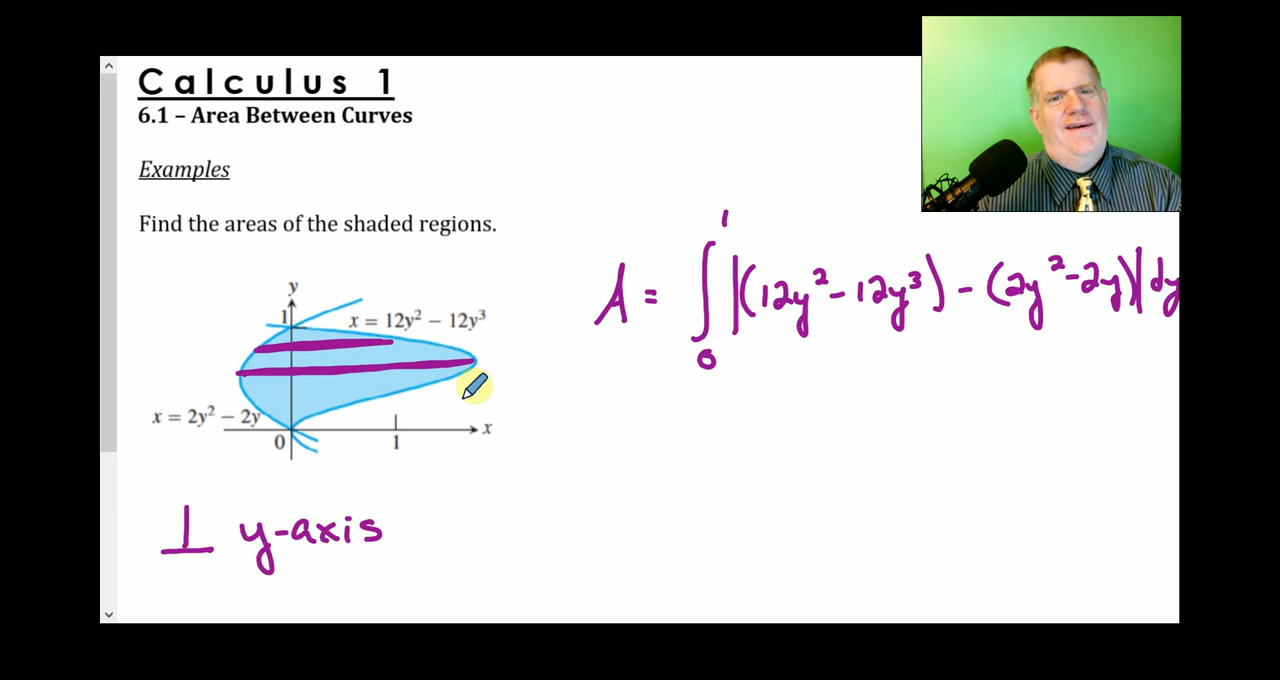 Calculus 1
6.1 – Area Between Curves
Examples
Find the areas of the shaded regions.
y
1
x = 12y² − 12y³
x = 2y² − 2y
0
1
x
⊥ y-axis
A = ∫₀¹ |(12y² − 12y³) − (2y² − 2y)| dy